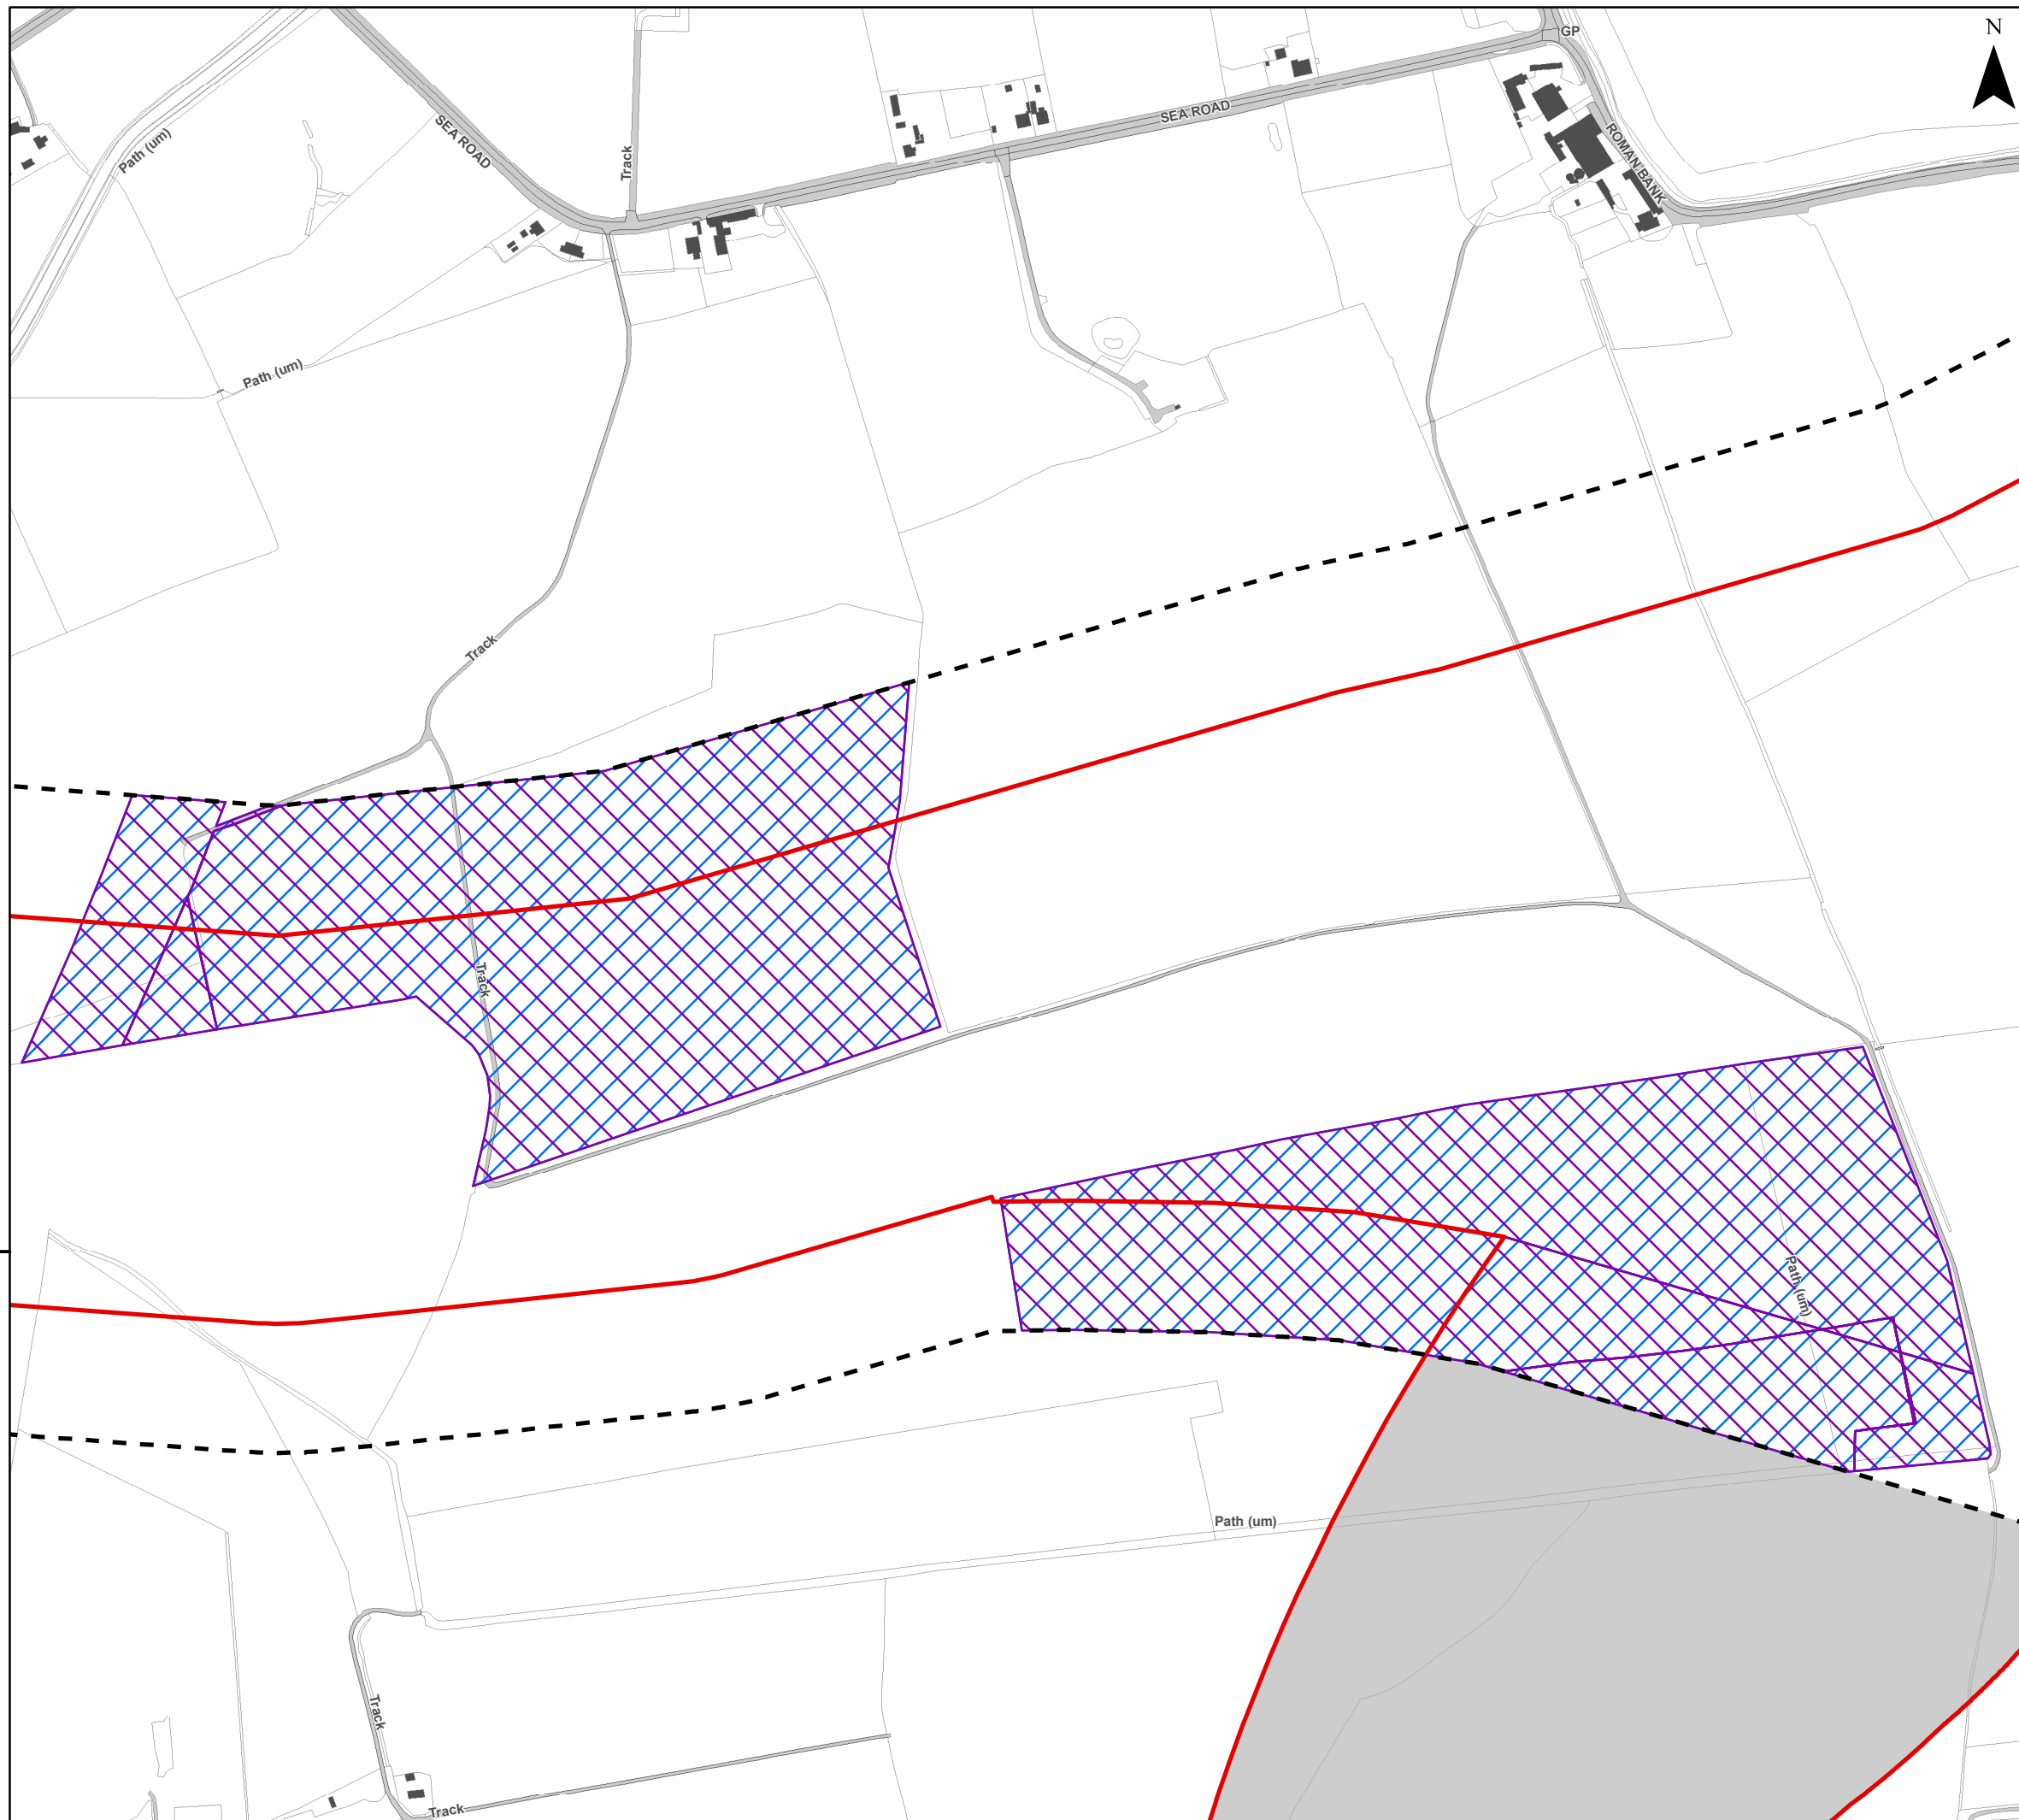 N
GP
SEA ROAD
SEA ROAD
Path (um)
Track
ROMAN BANK
Path (um)
Track
Track
Path (um)
Path (um)
Track
Track